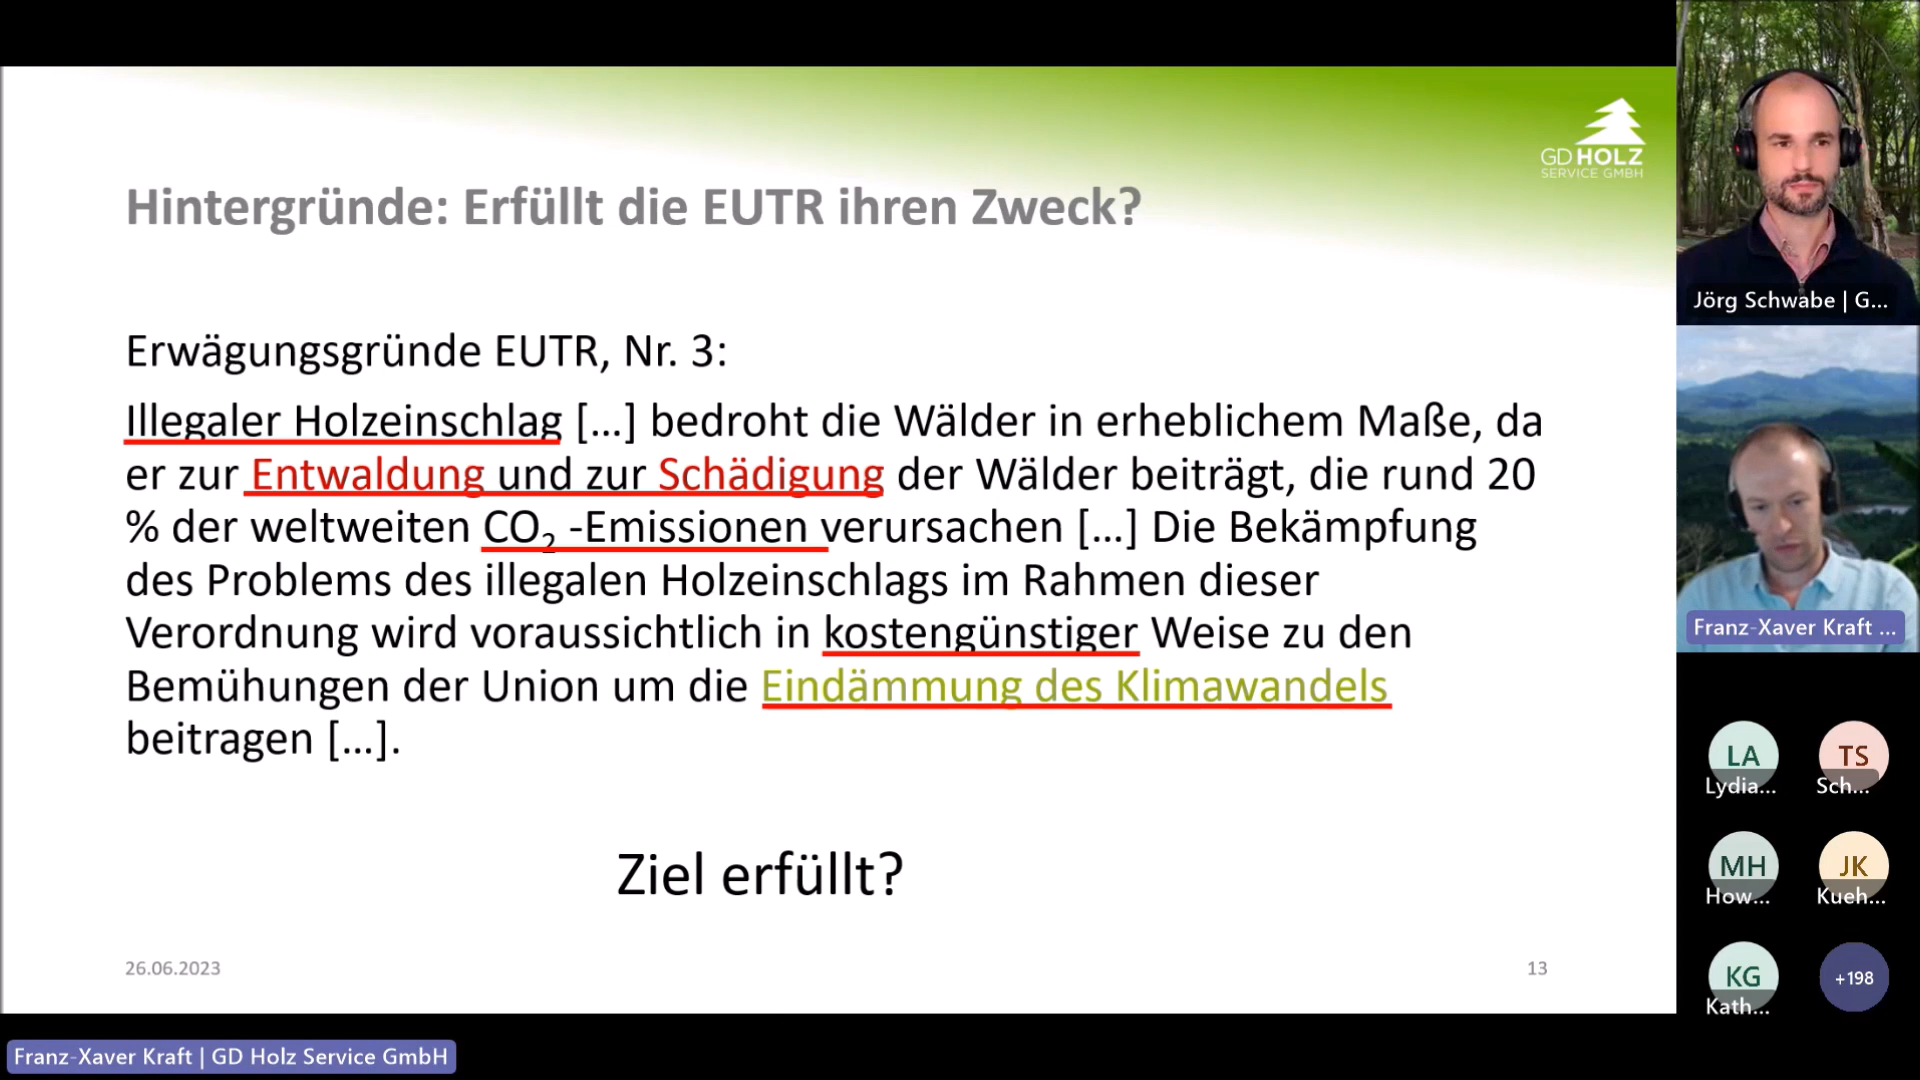 GD HOLZ
SERVICE GMBH
Hintergründe: Erfüllt die EUTR ihren Zweck?
Erwägungsgründe EUTR, Nr. 3:
Illegaler Holzeinschlag [...] bedroht die Wälder in erheblichem Maße, da
er zur Entwaldung und zur Schädigung der Wälder beiträgt, die rund 20
% der weltweiten CO₂ -Emissionen verursachen [...] Die Bekämpfung
des Problems des illegalen Holzeinschlags im Rahmen dieser
Verordnung wird voraussichtlich in kostengünstiger Weise zu den
Bemühungen der Union um die Eindämmung des Klimawandels
beitragen [...].
Ziel erfüllt?
26.06.2023
13
Franz-Xaver Kraft | GD Holz Service GmbH
Jörg Schwabe | G...
Franz-Xaver Kraft ...
LA
Lydia...
TS
Sch...
MH
How...
JK
Kueh...
KG
Kath...
+198